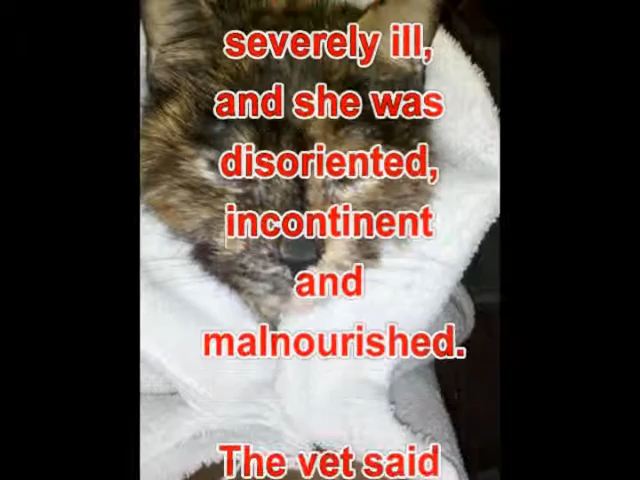 severely ill,
and she was
disoriented,
incontinent
and
malnourished.
The vet said